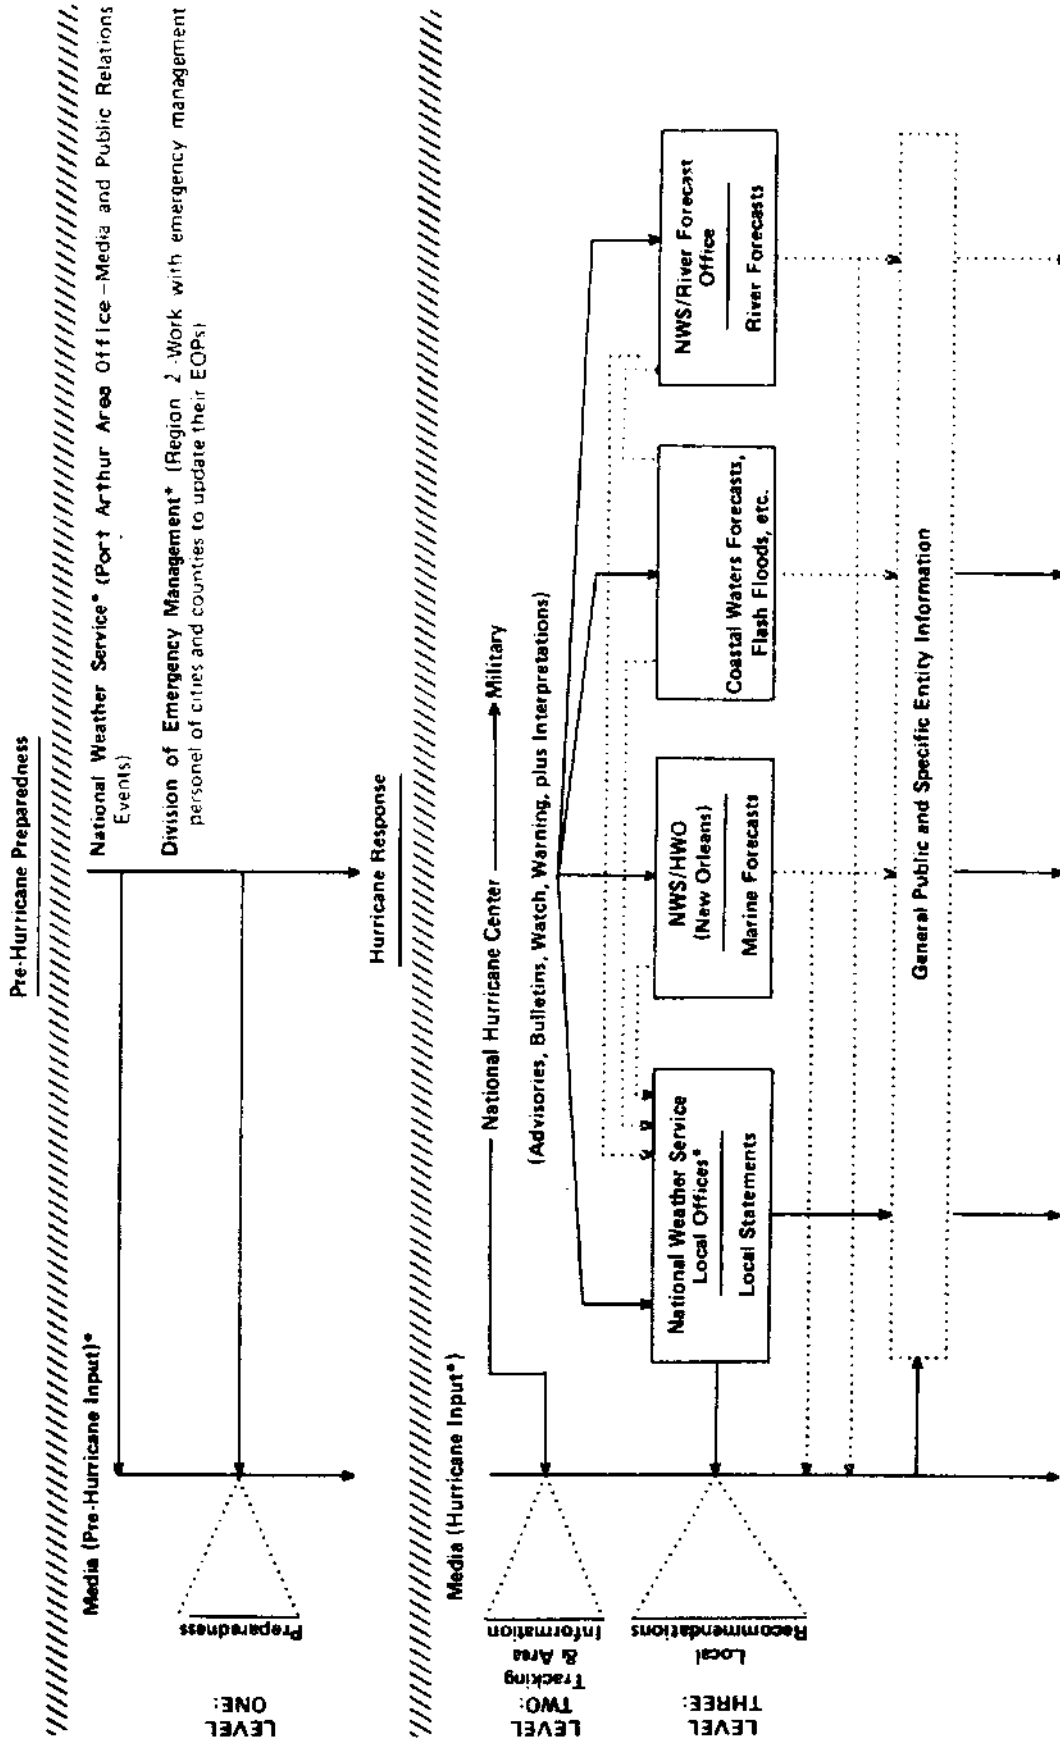 Pre-Hurricane Preparedness
Media (Pre-Hurricane Input)*
National Weather Service* (Port Arthur Area Office-Media and Public Relations
Events)
Division of Emergency Management* (Region 2 -Work with emergency management
personel of cities and counties to update their EOPs)
LEVEL
ONE:
Preparedness
Hurricane Response
Media (Hurricane Input*)
National Hurricane Center
Military
(Advisories, Bulletins, Watch, Warning, plus Interpretations)
LEVEL
TWO:
Tracking
& Area
Information
LEVEL
THREE:
Local
Recommendations
National Weather Service
Local Offices*
Local Statements
NWS/HWO
(New Orleans)
Marine Forecasts
Coastal Waters Forecasts,
Flash Floods, etc.
NWS/River Forecast
Office
River Forecasts
General Public and Specific Entity Information